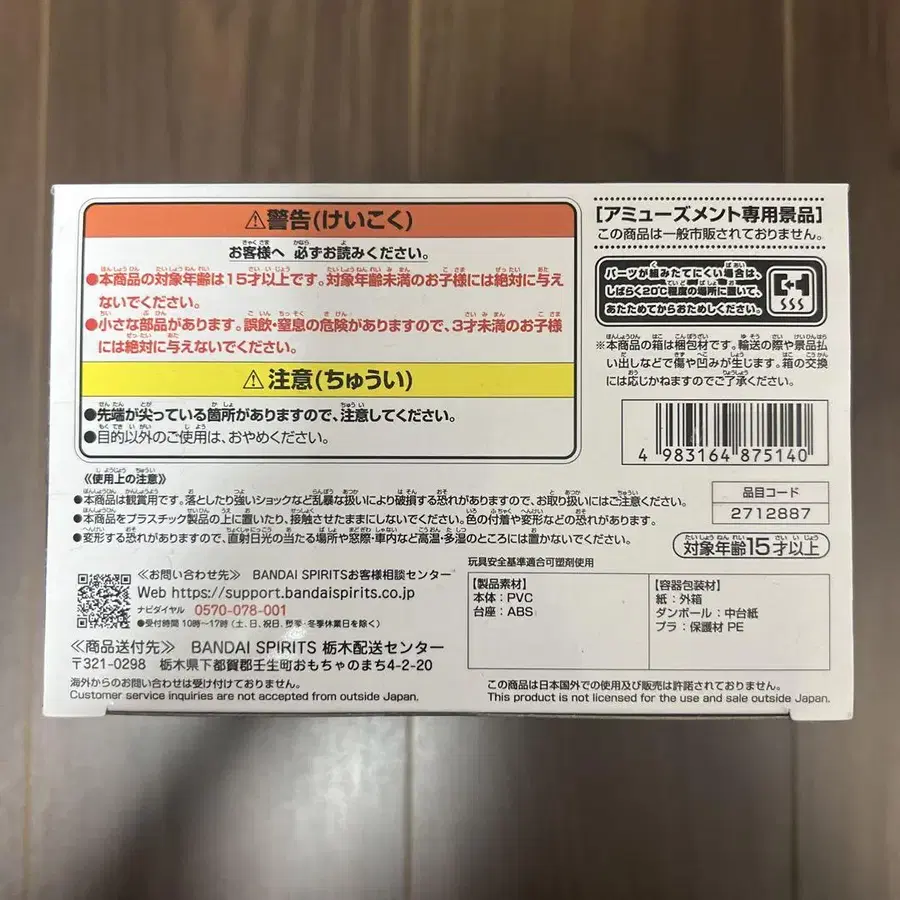 ⚠警告(けいこく)
お客様へ 必ずお読みください。
●本商品の対象年齢は15才以上です。対象年齢未満のお子様には絶対に与え
ないでください。
●小さな部品があります。誤飲・窒息の危険がありますので、3才未満のお子様
には絶対に与えないでください。
⚠注意(ちゅうい)
●先端が尖っている箇所がありますので、注意してください。
●目的以外のご使用は、おやめください。
[アミューズメント専用景品]
この商品は一般市販されておりません。
パーツが組みたてにくい場合は、
しばらく20℃程度の場所に置いて、
あたためてからおためしください。
※本商品の箱は梱包材です。輸送の際や景品払
い出しなどで傷や凹みが生じます。箱の交換
には応じかねますのでご了承ください。
4 983164 875140
品目コード
2712887
対象年齢15才以上
《使用上の注意》
●本商品は観賞用です。落としたり強いショックなど乱暴な扱いにより破損する恐れがありますので、お取り扱いにはご注意ください。
●本商品をプラスチック製品の上に置いたり、接触させたままにしないでください。色の付着や変形などの恐れがあります。
●変形する恐れがありますので、直射日光の当たる場所や窓際・車内など高温・多湿のところには置かないでください。
≪お問い合わせ先≫ BANDAI SPIRITSお客様相談センター
Web https://support.bandaispirits.co.jp
ナビダイヤル 0570-078-001
●受付時間 10時〜17時(土、日、祝日、夏季・冬季休業日を除く)
≪商品送付先≫ BANDAI SPIRITS 栃木配送センター
〒321-0298 栃木県下都賀郡壬生町おもちゃのまち4-2-20
海外からのお問い合わせは受け付けておりません。
Customer service inquiries are not accepted from outside Japan.
玩具安全基準適合可塑剤使用
【製品素材】
本体:PVC
台座:ABS
【容器包装材】
紙:外箱
ダンボール:中台紙
プラ:保護材 PE
この商品は日本国外での使用及び販売は許諾されておりません。
This product is not licensed for the use and sale outside Japan.